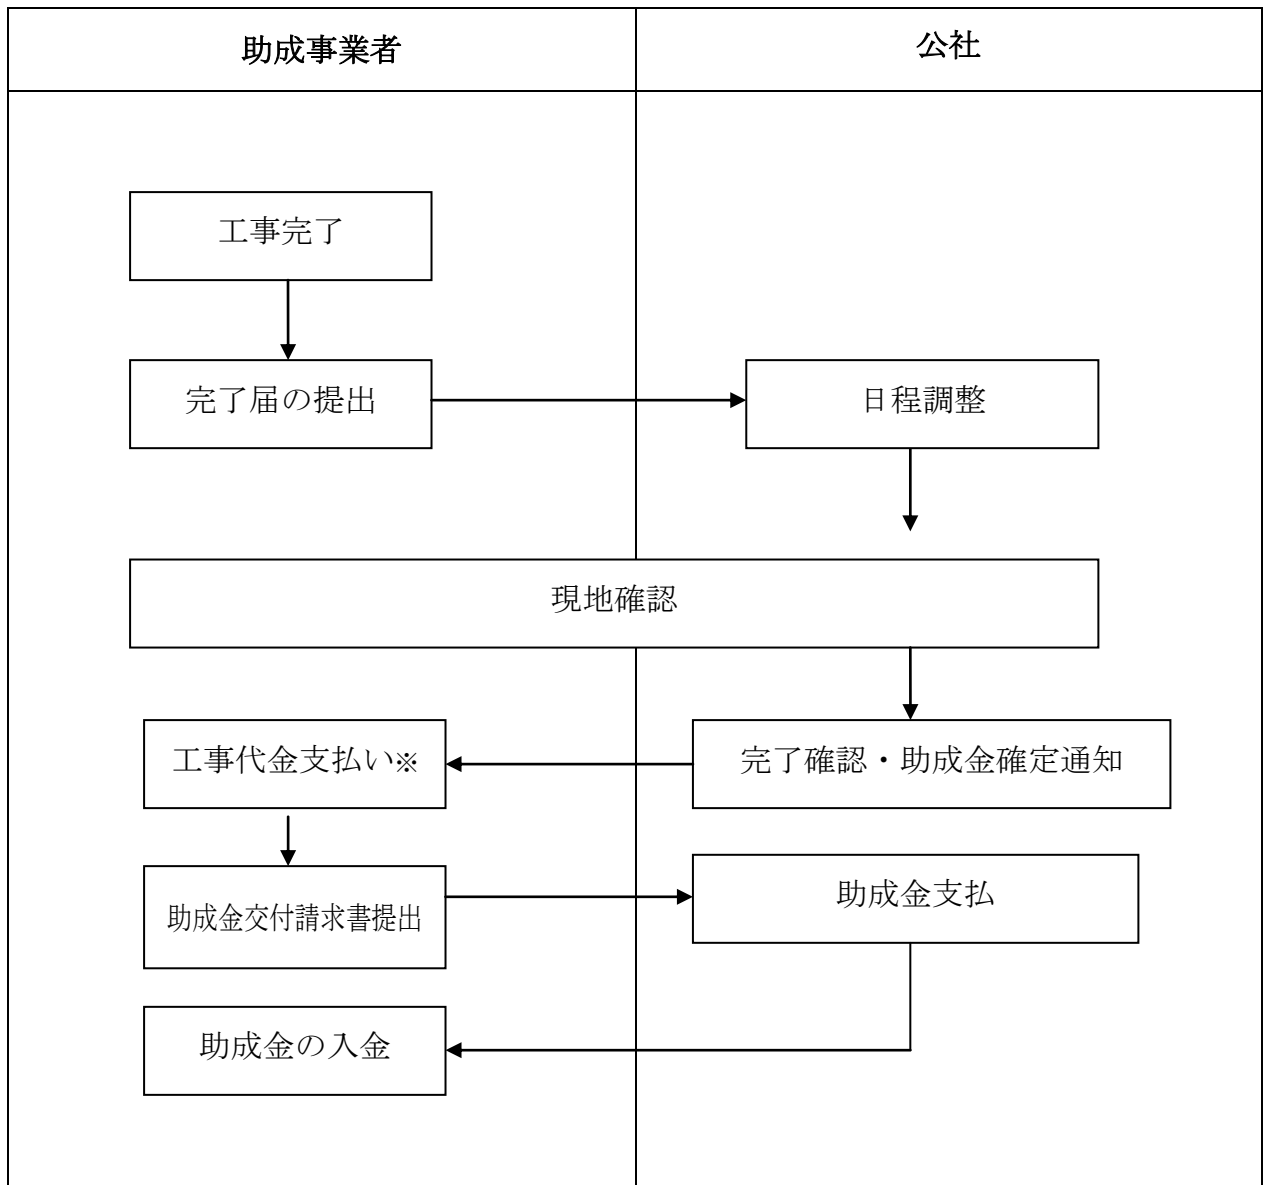 助成事業者
公社
工事完了
完了届の提出
日程調整
現地確認
工事代金支払い※
完了確認・助成金確定通知
助成金交付請求書提出
助成金支払
助成金の入金